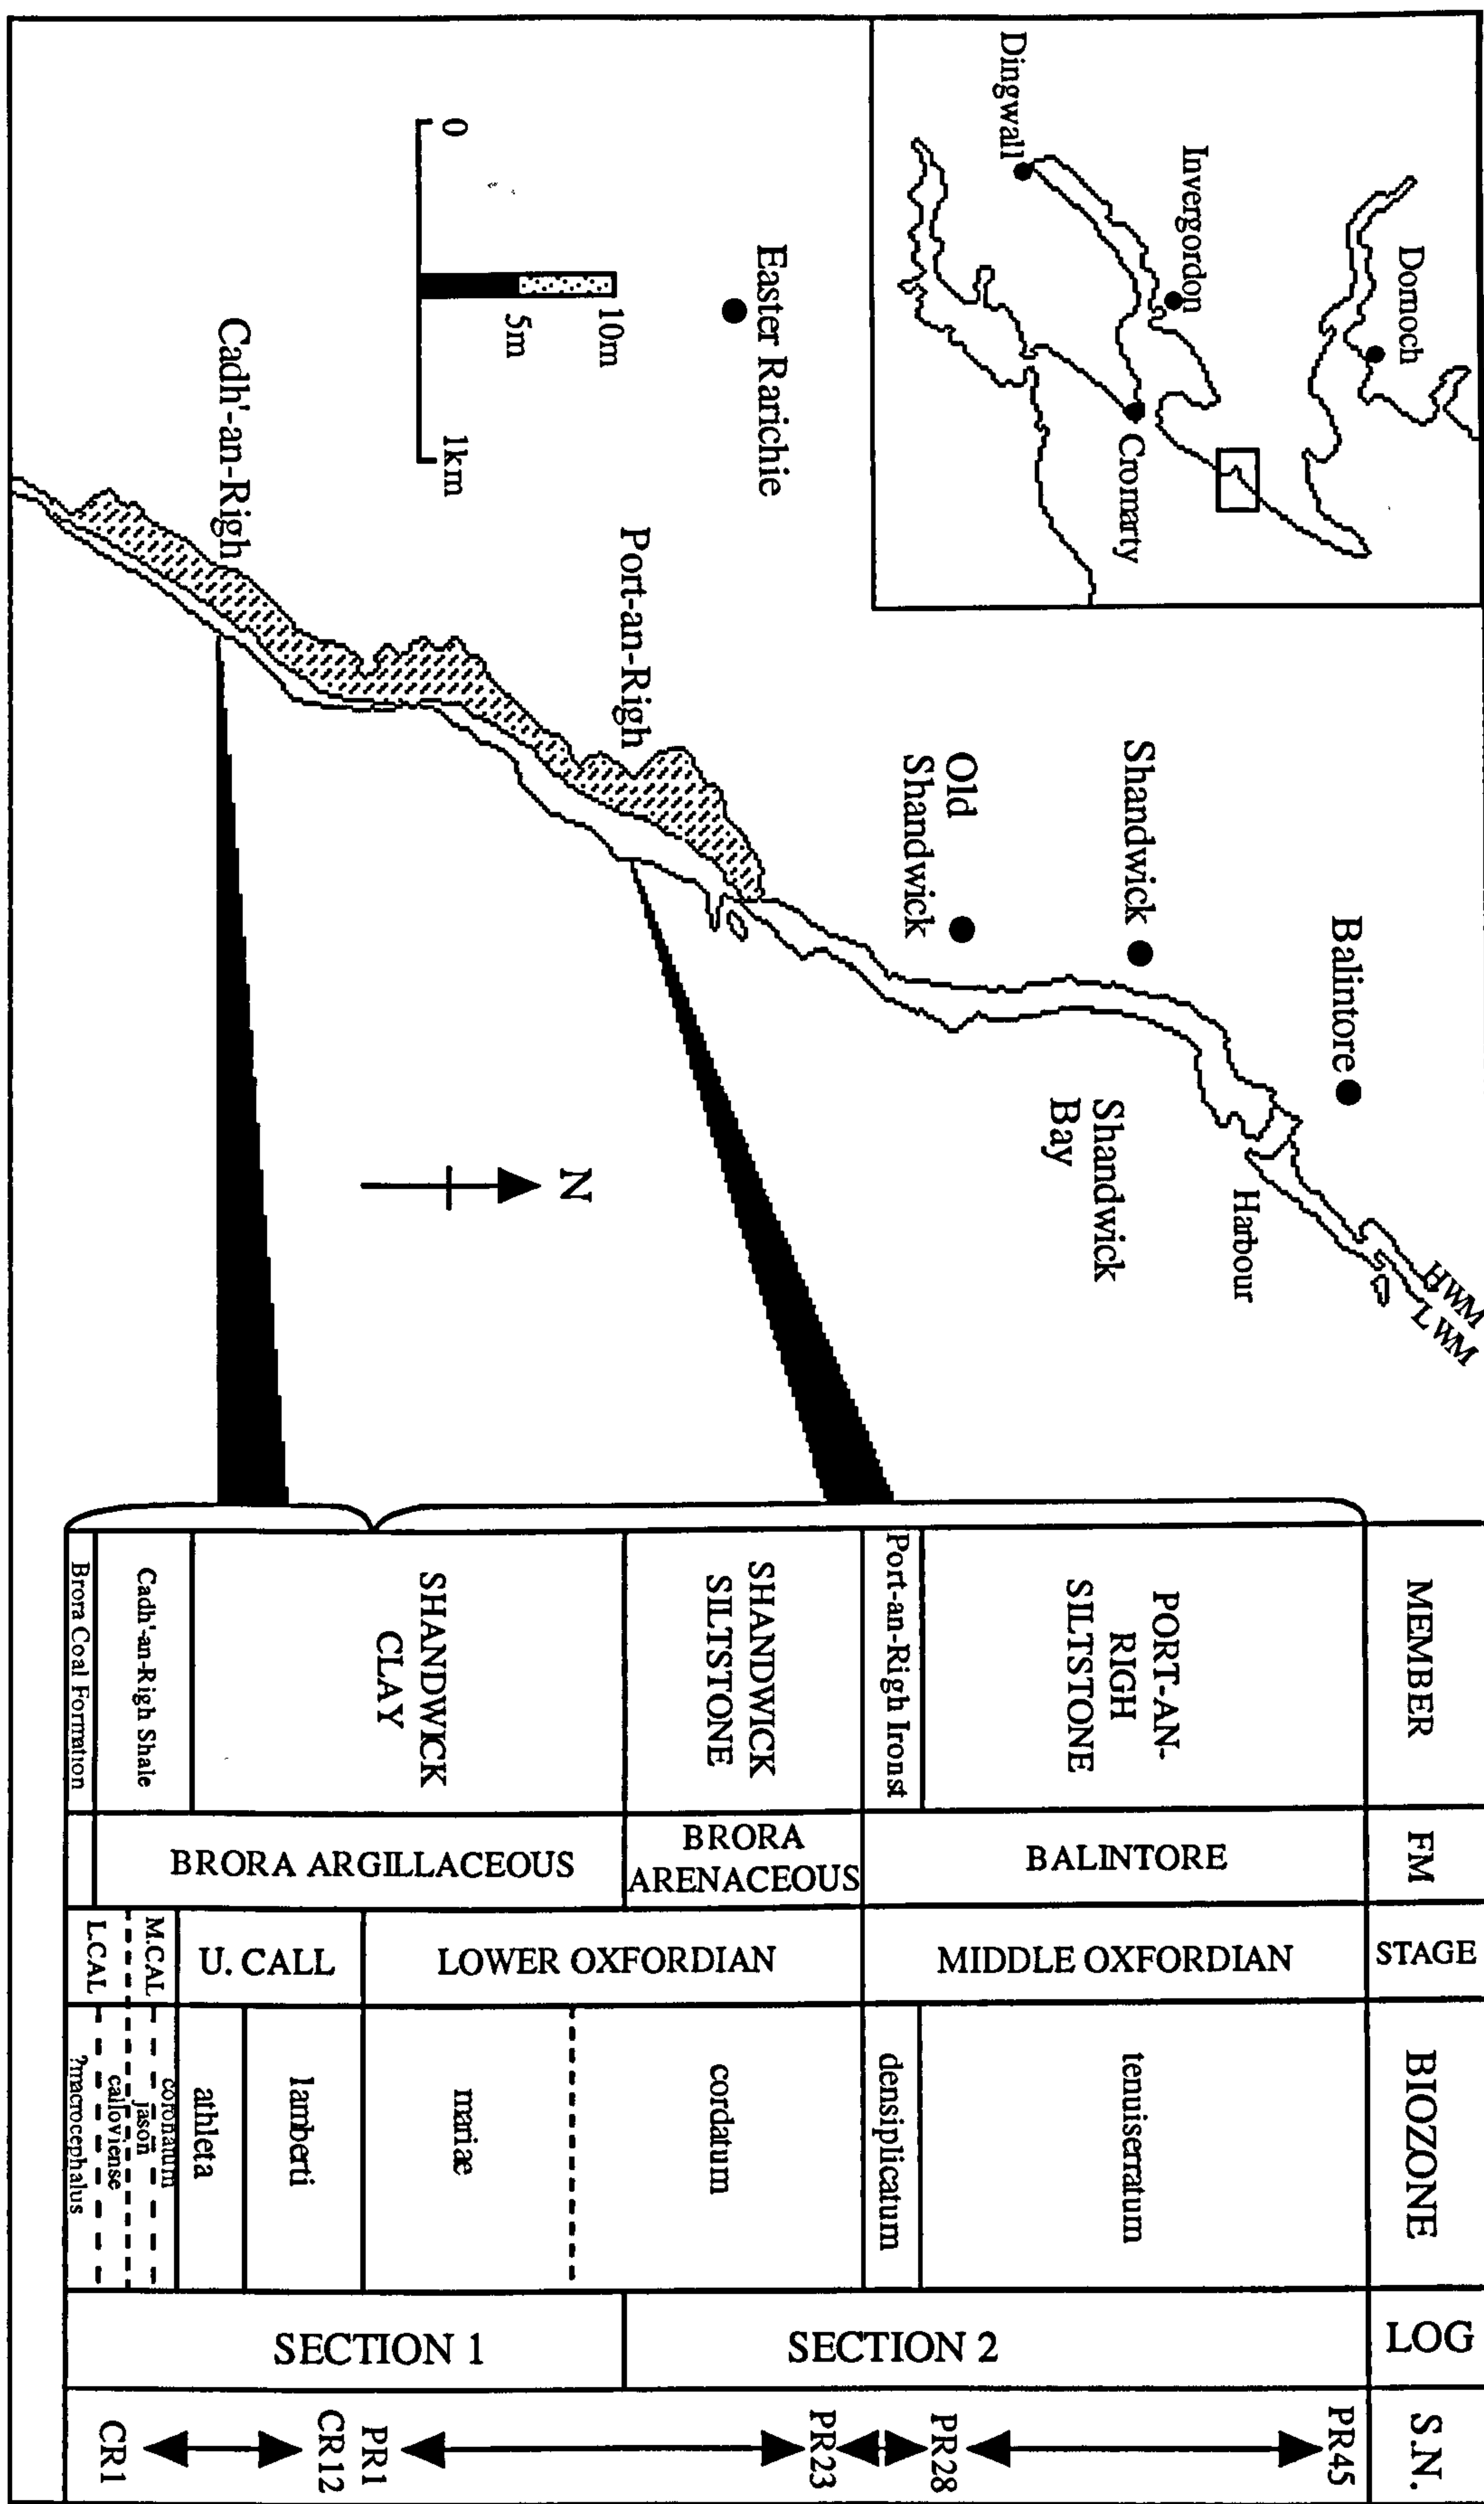 Dornoch
Invergordon
Dingwall
Cromarty
Easter Rarichie
0
1km
5m
10m
Cadh'-an-Righ
Port-an-Righ
Old
Shandwick
Shandwick
Balintore
Shandwick
Bay
Harbour
HWM
LWM
N
MEMBER
FM
STAGE
BIOZONE
LOG
S.N.
PORT-AN-
RIGH
SILTSTONE
Port-an-Righ Ironst
SHANDWICK
SILTSTONE
SHANDWICK
CLAY
Cadh'-an-Righ Shale
Brora Coal Formation
BALINTORE
BRORA
ARENACEOUS
BRORA ARGILLACEOUS
MIDDLE OXFORDIAN
LOWER OXFORDIAN
U. CALL
M.CAL
L.CAL
tenuiserratum
densiplicatum
cordatum
mariæ
lamberti
athleta
coronatum
jason
calloviense
?macrocephalus
SECTION 2
SECTION 1
PR45
PR28
PR23
PR1
CR12
CR1